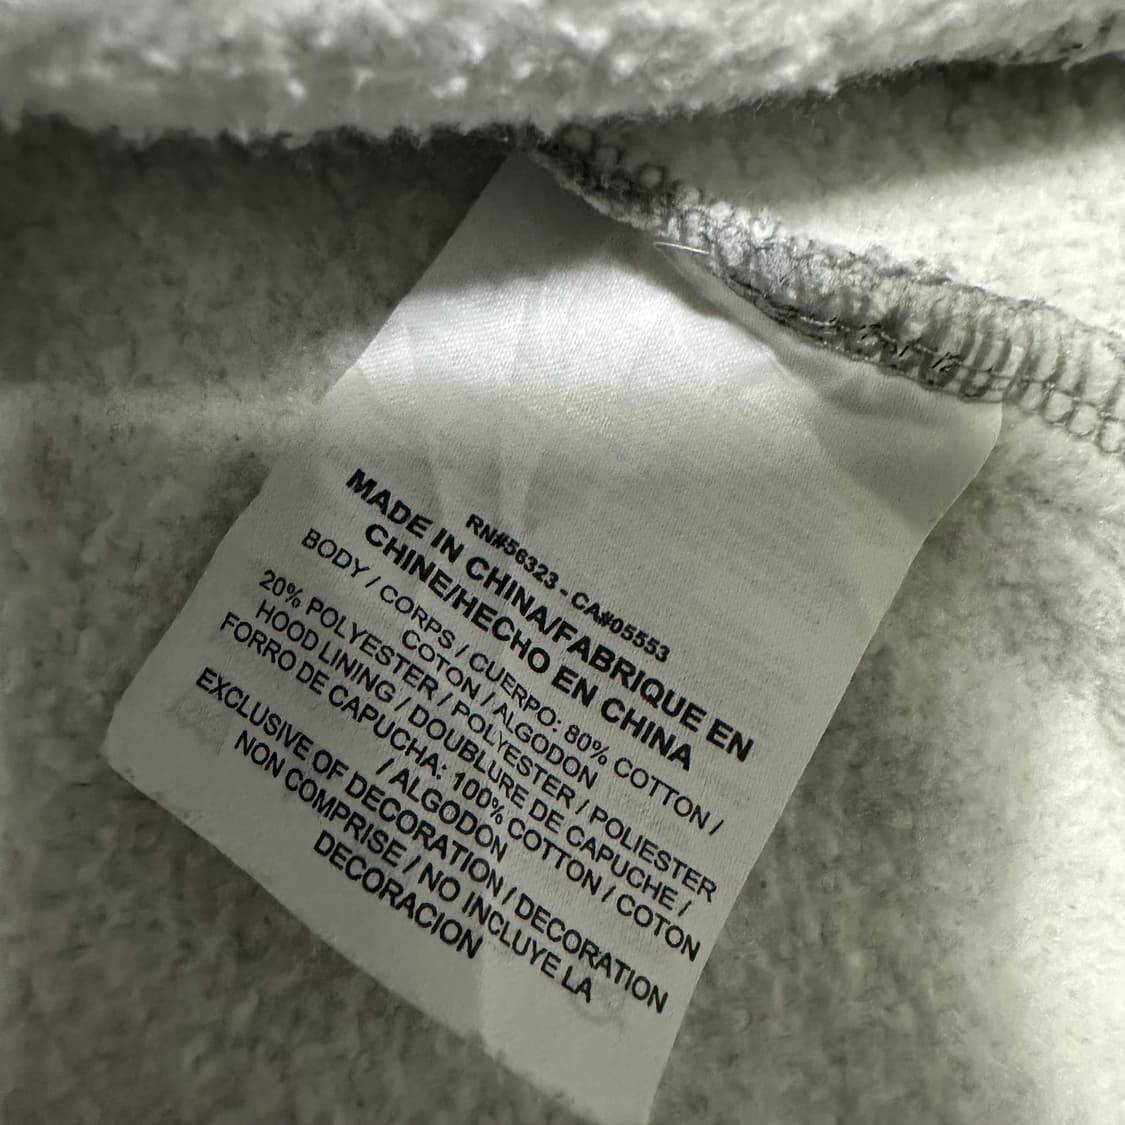 RN#56323 - CA#05553
MADE IN CHINA/FABRIQUE EN
CHINE/HECHO EN CHINA
BODY / CORPS / CUERPO: 80% COTTON /
COTON / ALGODON
20% POLYESTER / POLYESTER / POLIESTER
HOOD LINING / DOUBLURE DE CAPUCHE /
FORRO DE CAPUCHA: 100% COTTON / COTON
/ ALGODON
EXCLUSIVE OF DECORATION / DECORATION
NON COMPRISE / NO INCLUYE LA
DECORACION